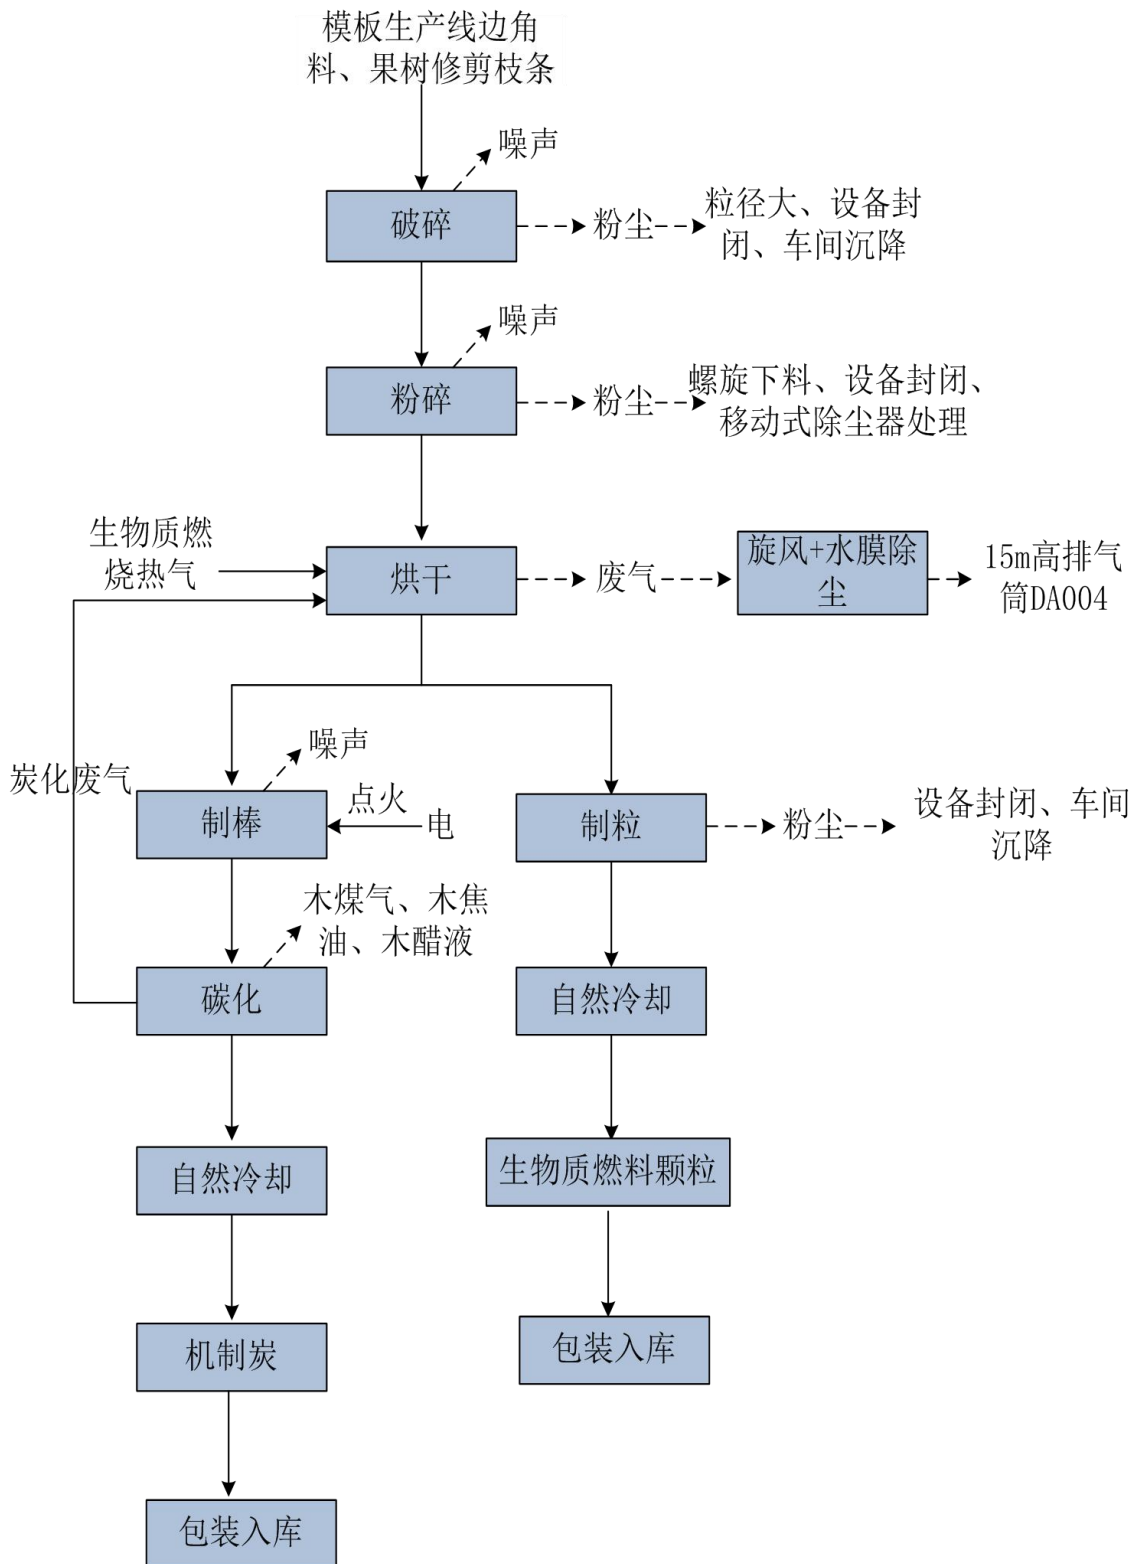 模板生产线边角
料、果树修剪枝条
噪声
破碎
粉尘
粒径大、设备封
闭、车间沉降
噪声
粉碎
粉尘
螺旋下料、设备封闭、
移动式除尘器处理
生物质燃
烧热气
烘干
废气
旋风+水膜除
尘
15m高排气
筒DA004
炭化废气
噪声
制棒
点火
电
制粒
粉尘
设备封闭、车间
沉降
木煤气、木焦
油、木醋液
碳化
自然冷却
自然冷却
生物质燃料颗粒
机制炭
包装入库
包装入库